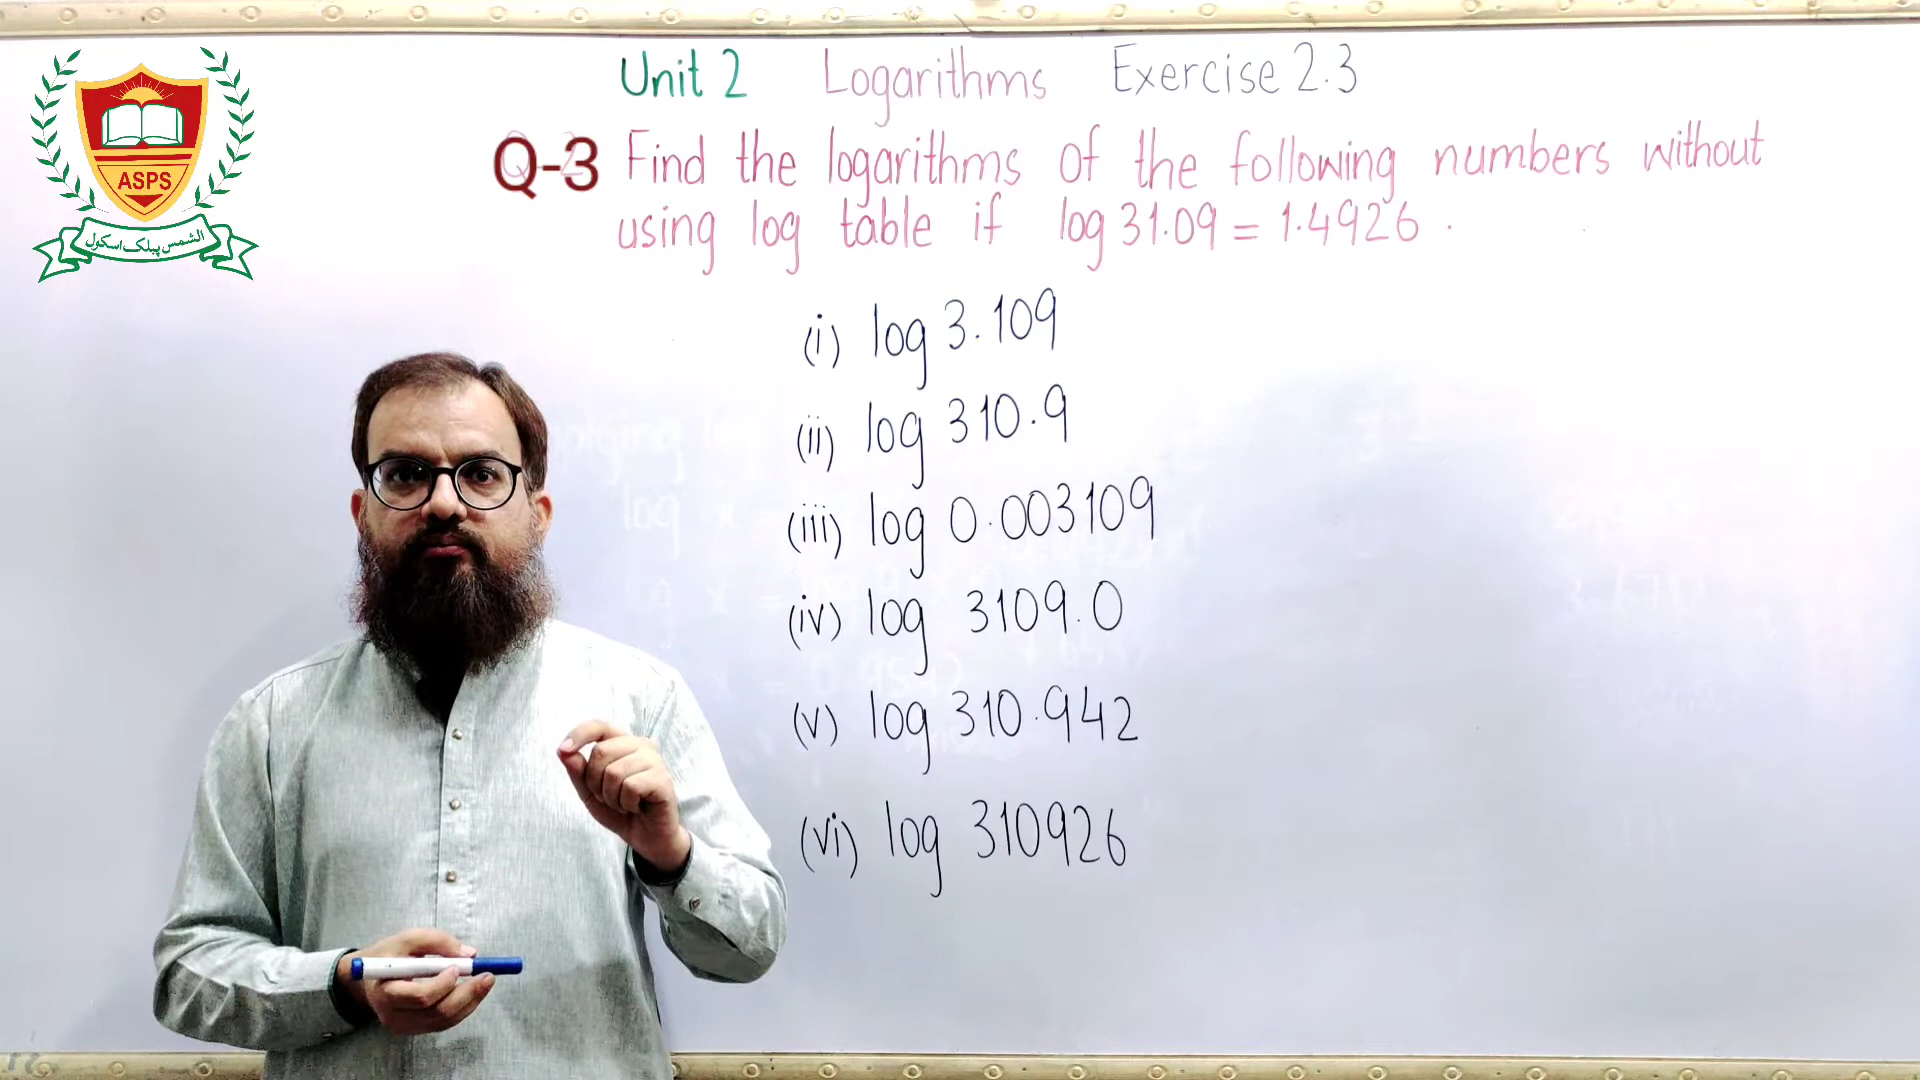 Unit 2 Logarithms Exercise 2.3
Q-3 Find the logarithms of the following numbers without
using log table if log 31.09 = 1.4926 .
(i) log 3.109
(ii) log 310.9
(iii) log 0.003109
(iv) log 3109.0
(v) log 310.942
(vi) log 310926
ASPS
الشمس پبلک اسکول